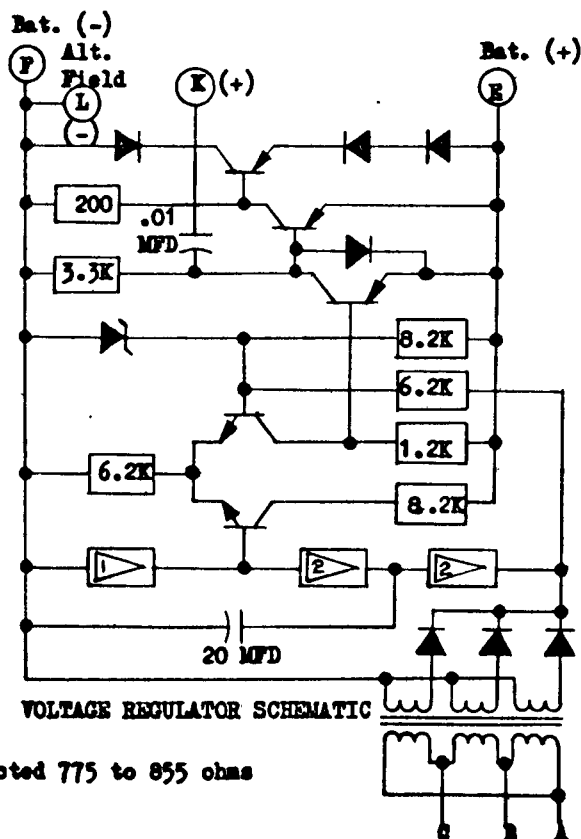 Bat. (-)
Alt.
Field
Bat. (+)
F
L
(-)
K
(+)
E
200
.01
MFD
3.3K
8.2K
6.2K
1.2K
6.2K
8.2K
1
2
2
20 MFD
VOLTAGE REGULATOR SCHEMATIC
cted 775 to 855 ohms
C
B
A